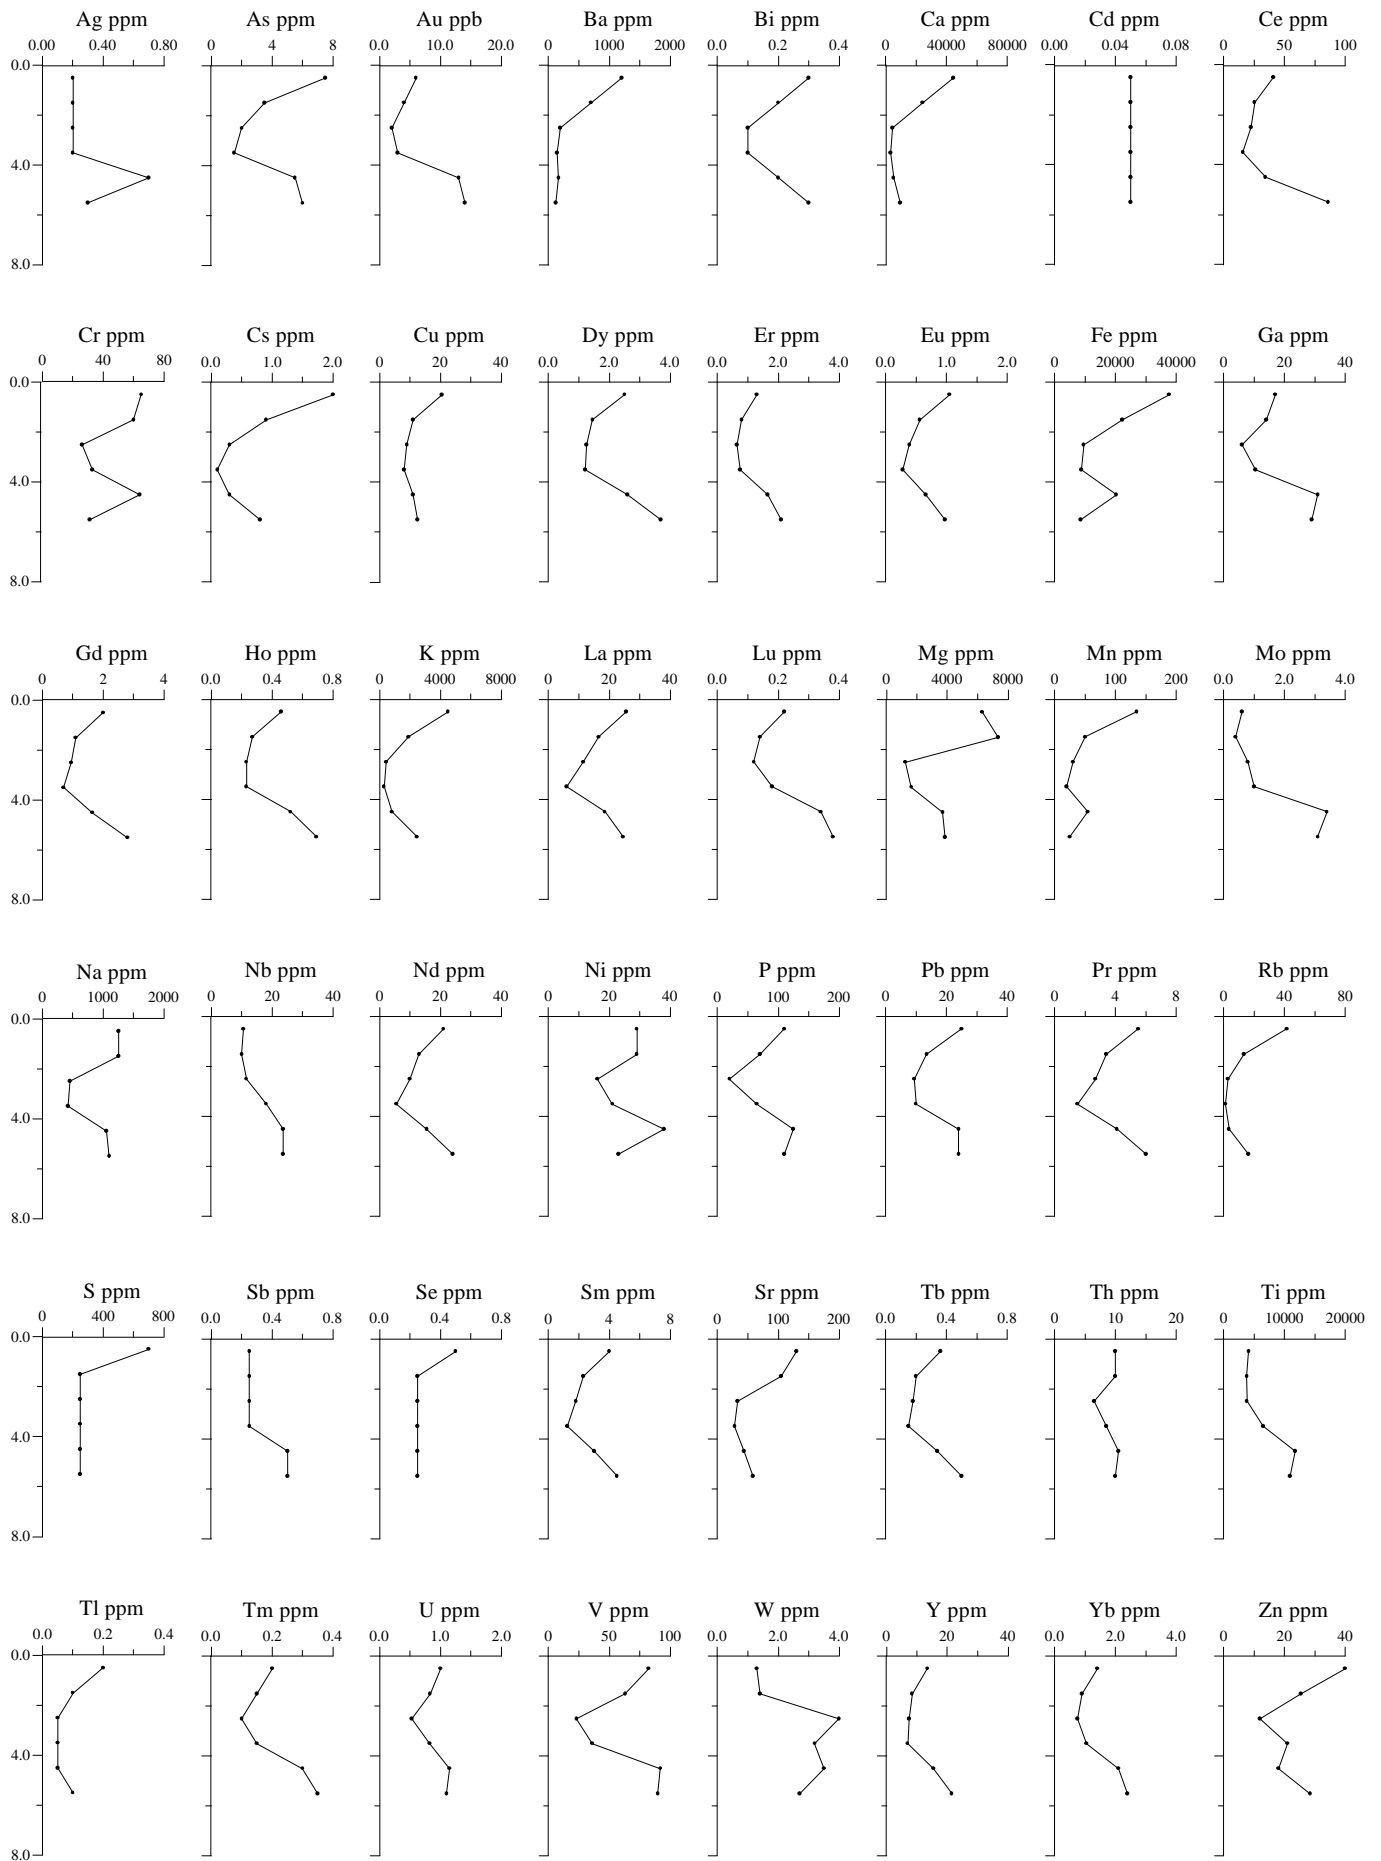 Ag ppm As ppm Au ppb Ba ppm Bi ppm Ca ppm Cd ppm Ce ppm
0.00 0.40 0.80 0 4 8 0.0 10.0 20.0 0 1000 2000 0.0 0.2 0.4 0 40000 80000 0.00 0.04 0.08 0 50 100
0.0
4.0
8.0
Cr ppm Cs ppm Cu ppm Dy ppm Er ppm Eu ppm Fe ppm Ga ppm
0 40 80 0.0 1.0 2.0 0 20 40 0.0 2.0 4.0 0.0 2.0 4.0 0.0 1.0 2.0 0 20000 40000 0 20 40
0.0
4.0
8.0
Gd ppm Ho ppm K ppm La ppm Lu ppm Mg ppm Mn ppm Mo ppm
0 2 4 0.0 0.4 0.8 0 4000 8000 0 20 40 0.0 0.2 0.4 0 4000 8000 0 100 200 0.0 2.0 4.0
0.0
4.0
8.0
Na ppm Nb ppm Nd ppm Ni ppm P ppm Pb ppm Pr ppm Rb ppm
0 1000 2000 0 20 40 0 20 40 0 20 40 0 100 200 0 20 40 0 4 8 0 40 80
0.0
4.0
8.0
S ppm Sb ppm Se ppm Sm ppm Sr ppm Tb ppm Th ppm Ti ppm
0 400 800 0.0 0.4 0.8 0.0 0.4 0.8 0 4 8 0 100 200 0.0 0.4 0.8 0 10 20 0 10000 20000
0.0
4.0
8.0
Tl ppm Tm ppm U ppm V ppm W ppm Y ppm Yb ppm Zn ppm
0.0 0.2 0.4 0.0 0.2 0.4 0.0 1.0 2.0 0 50 100 0.0 2.0 4.0 0 20 40 0.0 2.0 4.0 0 20 40
0.0
4.0
8.0